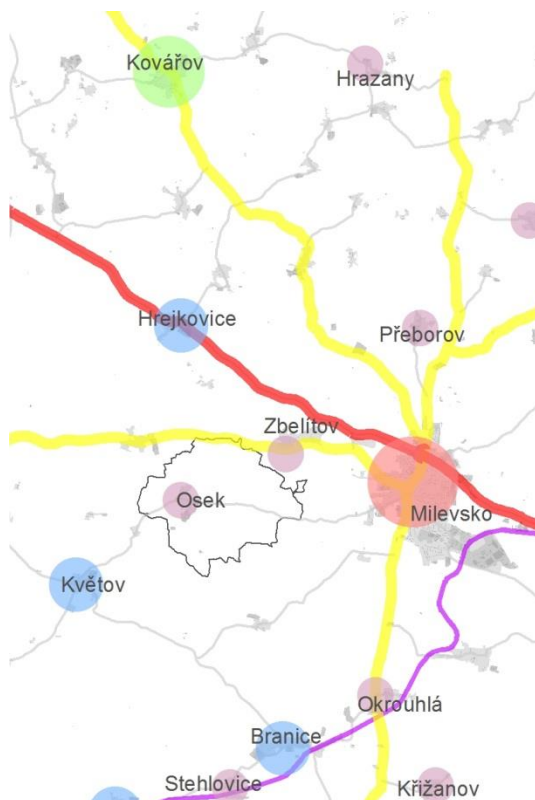 Kovářov
Hrazany
Hrejkovice
Přeborov
Zbelítov
Osek
Milevsko
Květov
Okrouhlá
Branice
Stehlovice
Křižanov